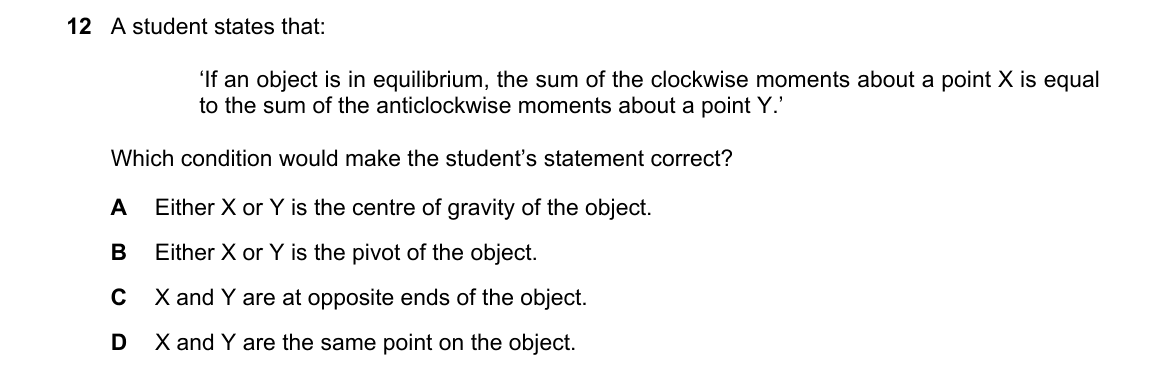 12 A student states that:
‘If an object is in equilibrium, the sum of the clockwise moments about a point X is equal
to the sum of the anticlockwise moments about a point Y.’
Which condition would make the student’s statement correct?
A Either X or Y is the centre of gravity of the object.
B Either X or Y is the pivot of the object.
C X and Y are at opposite ends of the object.
D X and Y are the same point on the object.